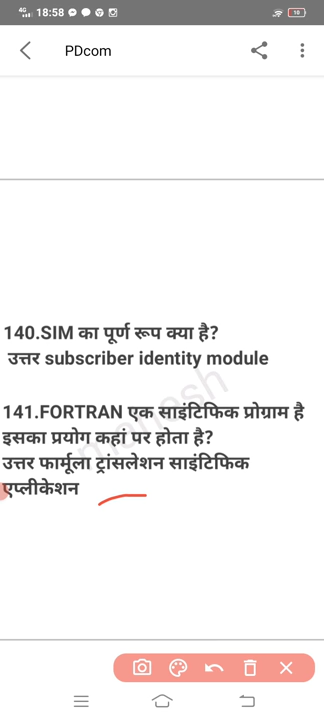 4G 18:58 10
PDcom
140.SIM का पूर्ण रूप क्या है?
उत्तर subscriber identity module
141.FORTRAN एक साइंटिफिक प्रोग्राम है
इसका प्रयोग कहां पर होता है?
उत्तर फार्मूला ट्रांसलेशन साइंटिफिक
एप्लीकेशन